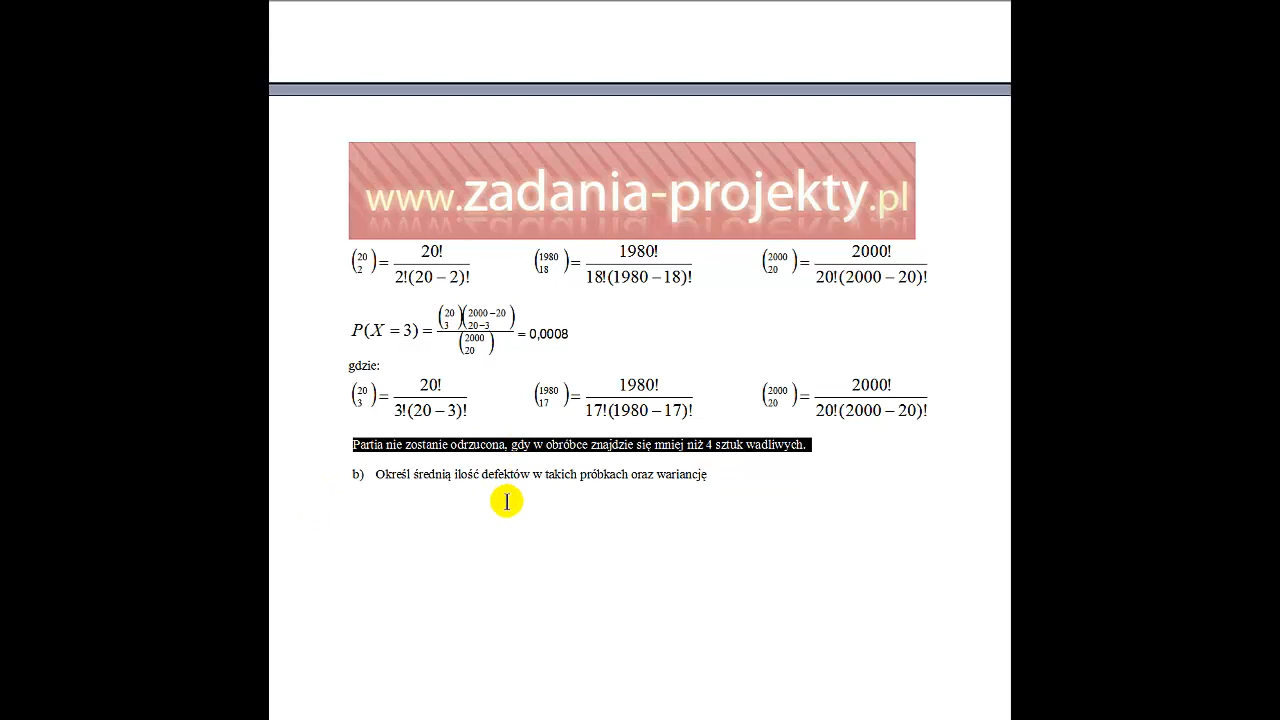 www.zadania-projekty.pl
(20 2) = 20! / 2!(20 − 2)!   (1980 18) = 1980! / 18!(1980 − 18)!   (2000 20) = 2000! / 20!(2000 − 20)!
P(X = 3) = (20 3)(2000 − 20 20 − 3) / (2000 20) = 0,0008
gdzie:
(20 3) = 20! / 3!(20 − 3)!   (1980 17) = 1980! / 17!(1980 − 17)!   (2000 20) = 2000! / 20!(2000 − 20)!
Partia nie zostanie odrzucona, gdy w obróbce znajdzie się mniej niż 4 sztuk wadliwych.
b) Określ średnią ilość defektów w takich próbkach oraz wariancję